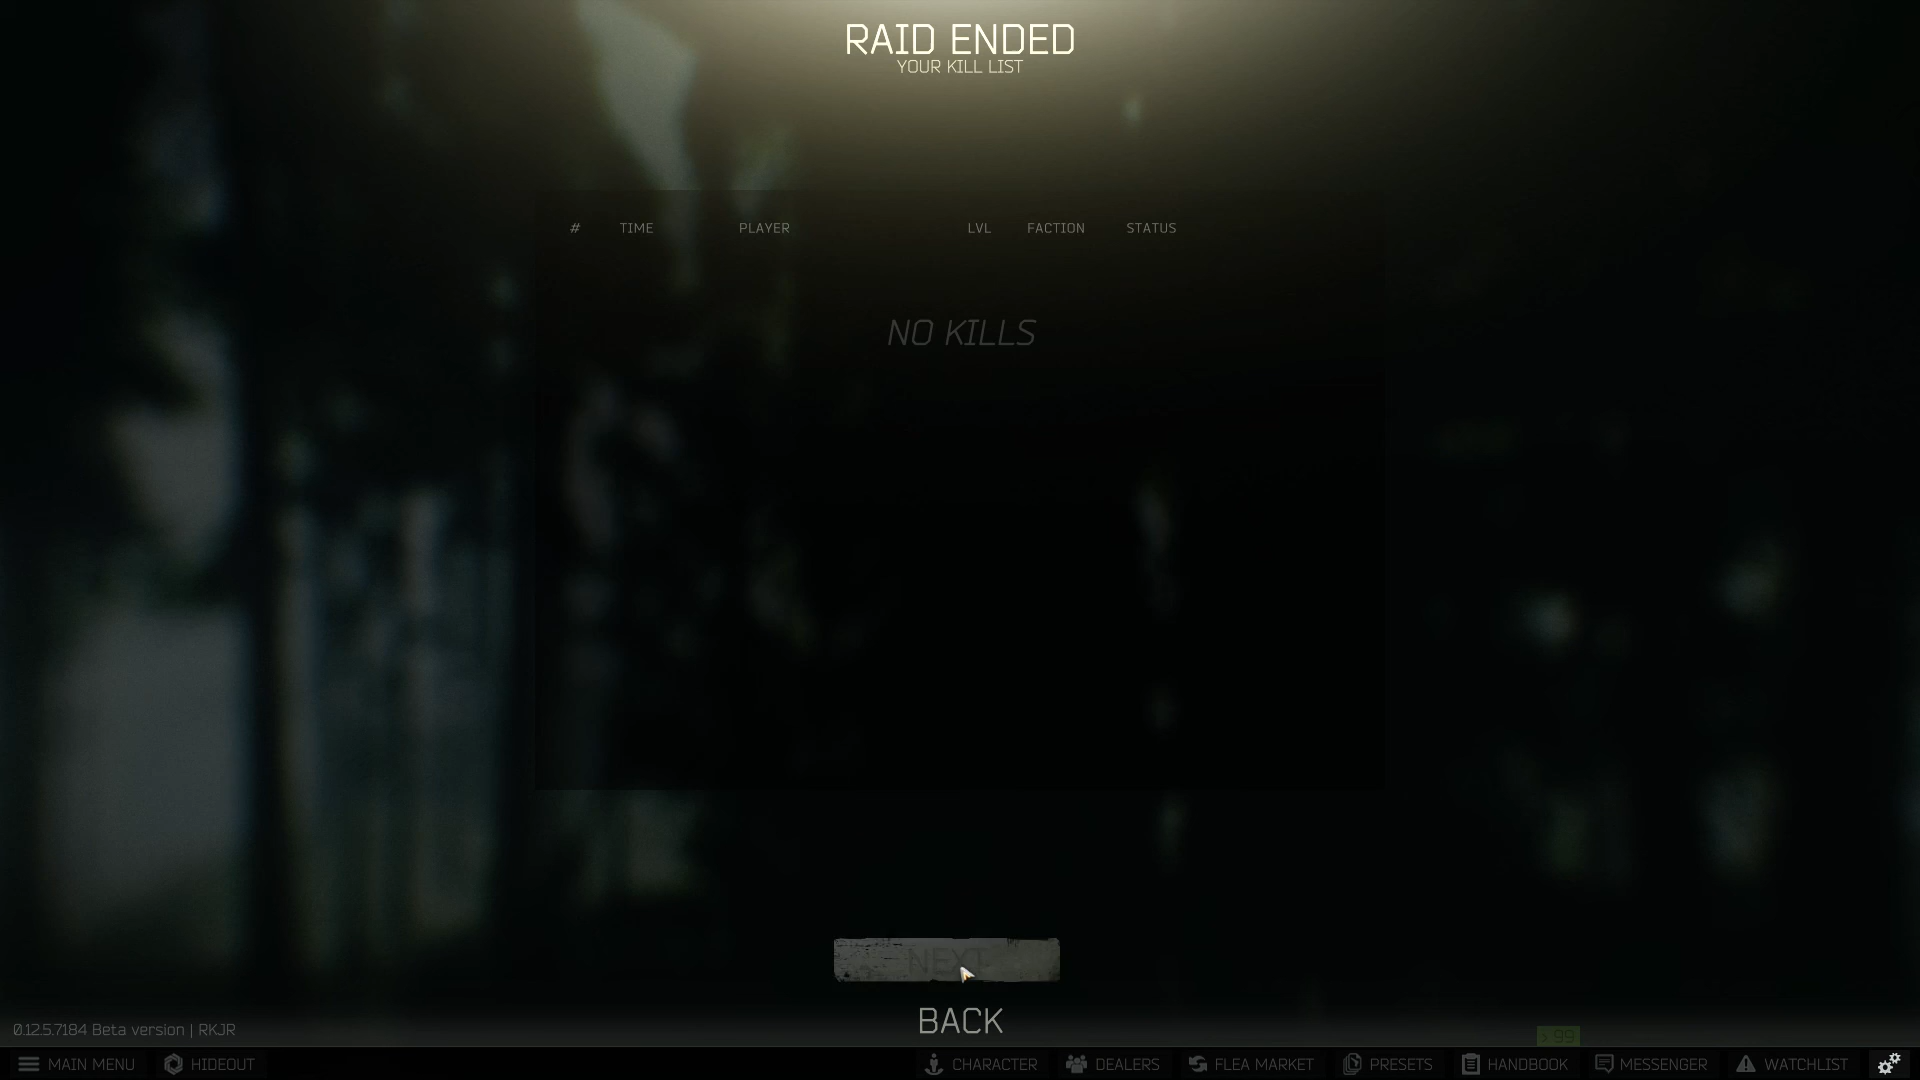 RAID ENDED
YOUR KILL LIST
# TIME PLAYER LVL FACTION STATUS
NO KILLS
NEXT
BACK
0.12.5.7184 Beta version | RKJR
MAIN MENU HIDEOUT CHARACTER DEALERS FLEA MARKET PRESETS HANDBOOK MESSENGER WATCHLIST